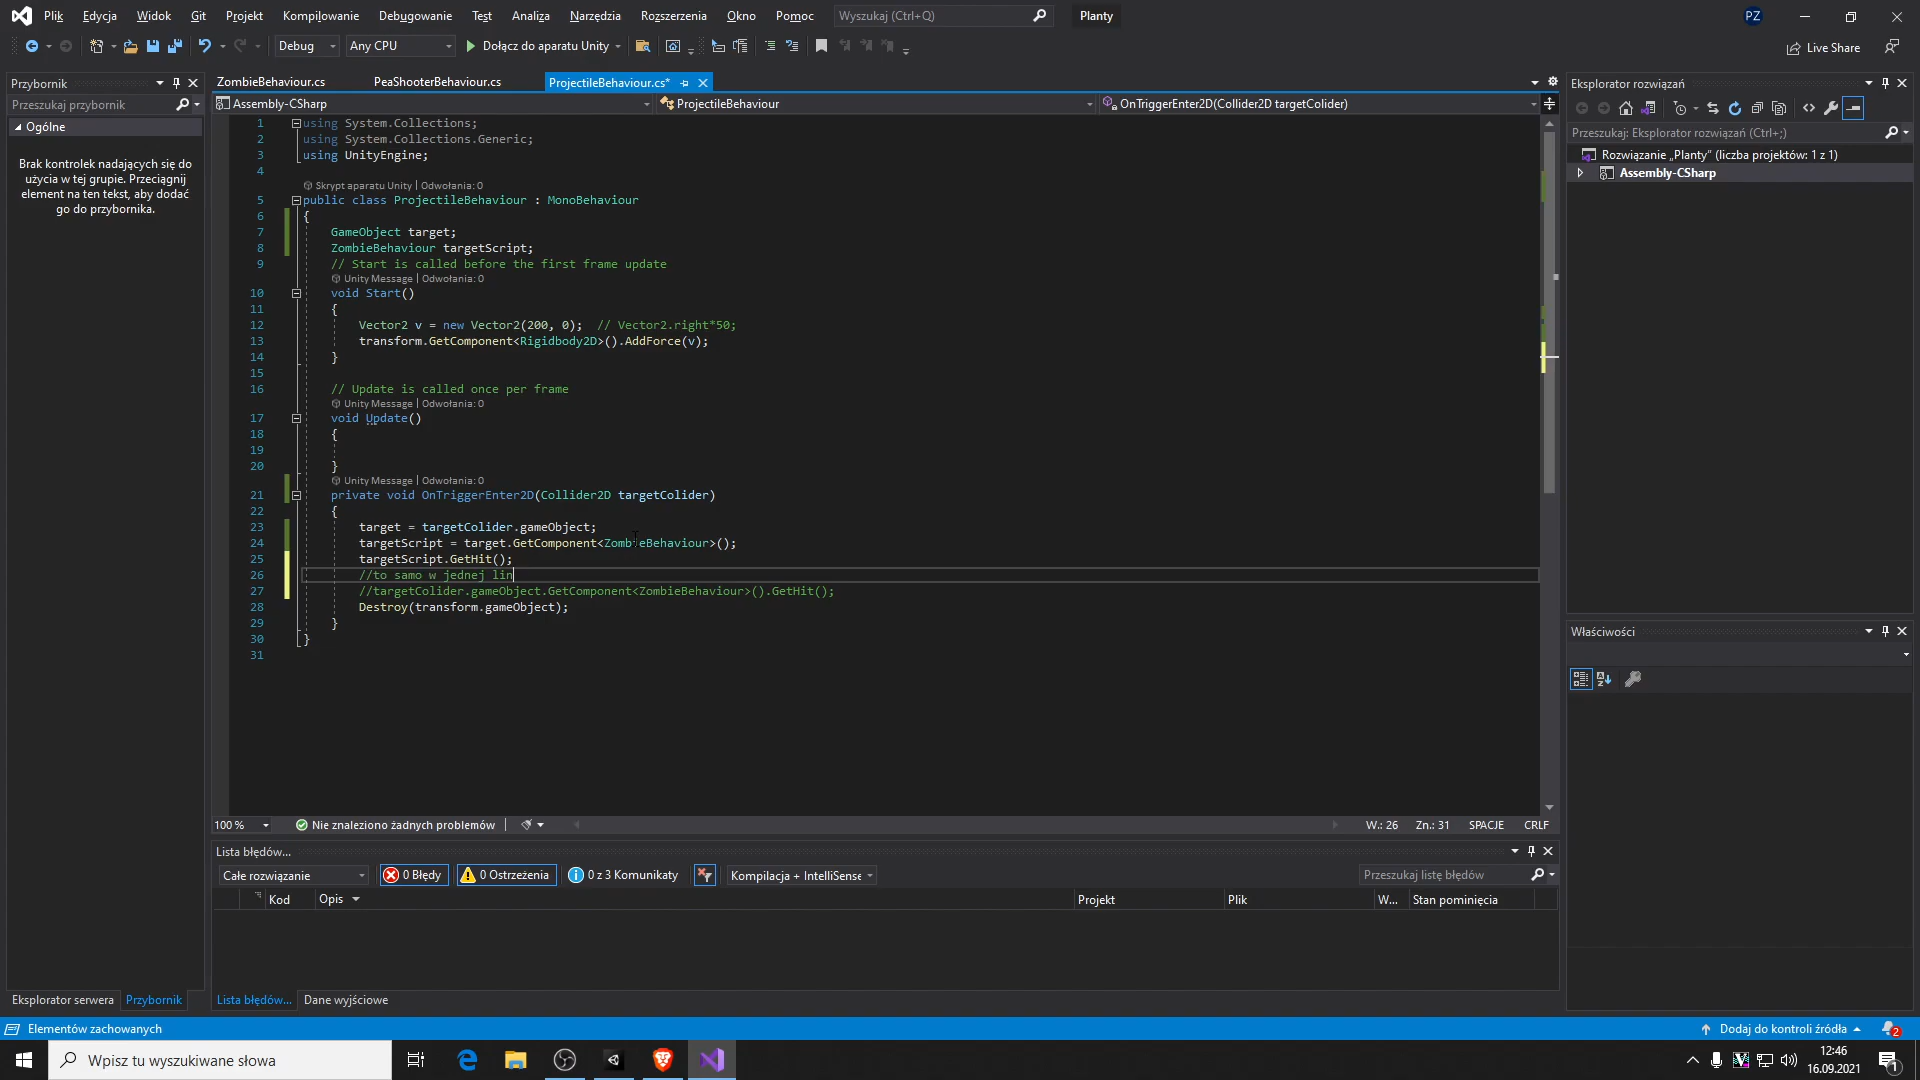 Plik Edycja Widok Git Projekt Kompilowanie Debugowanie Test Analiza Narzędzia Rozszerzenia Okno Pomoc Wyszukaj (Ctrl+Q) Planty PZ
Debug Any CPU Dołącz do aparatu Unity Live Share
Przybornik
Przeszukaj przybornik
Ogólne
Brak kontrolek nadających się do
użycia w tej grupie. Przeciągnij
element na ten tekst, aby dodać
go do przybornika.
ZombieBehaviour.cs PeaShooterBehaviour.cs ProjectileBehaviour.cs*
Assembly-CSharp ProjectileBehaviour OnTriggerEnter2D(Collider2D targetColider)
1 using System.Collections;
2 using System.Collections.Generic;
3 using UnityEngine;
4
Skrypt aparatu Unity | Odwołania: 0
5 public class ProjectileBehaviour : MonoBehaviour
6 {
7 GameObject target;
8 ZombieBehaviour targetScript;
9 // Start is called before the first frame update
Unity Message | Odwołania: 0
10 void Start()
11 {
12 Vector2 v = new Vector2(200, 0); // Vector2.right*50;
13 transform.GetComponent<Rigidbody2D>().AddForce(v);
14 }
15
16 // Update is called once per frame
Unity Message | Odwołania: 0
17 void Update()
18 {
19
20 }
Unity Message | Odwołania: 0
21 private void OnTriggerEnter2D(Collider2D targetColider)
22 {
23 target = targetColider.gameObject;
24 targetScript = target.GetComponent<ZombieBehaviour>();
25 targetScript.GetHit();
26 //to samo w jednej lin
27 //targetColider.gameObject.GetComponent<ZombieBehaviour>().GetHit();
28 Destroy(transform.gameObject);
29 }
30 }
31
100 % Nie znaleziono żadnych problemów W.: 26 Zn.: 31 SPACJE CRLF
Lista błędów...
Całe rozwiązanie 0 Błędy 0 Ostrzeżenia 0 z 3 Komunikaty Kompilacja + IntelliSense Przeszukaj listę błędów
Kod Opis Projekt Plik W... Stan pominięcia
Eksplorator serwera Przybornik Lista błędów... Dane wyjściowe
Eksplorator rozwiązań
Przeszukaj: Eksplorator rozwiązań (Ctrl+;)
Rozwiązanie „Planty” (liczba projektów: 1 z 1)
Assembly-CSharp
Właściwości
Elementów zachowanych Dodaj do kontroli źródła 2
Wpisz tu wyszukiwane słowa
12:46
16.09.2021
1